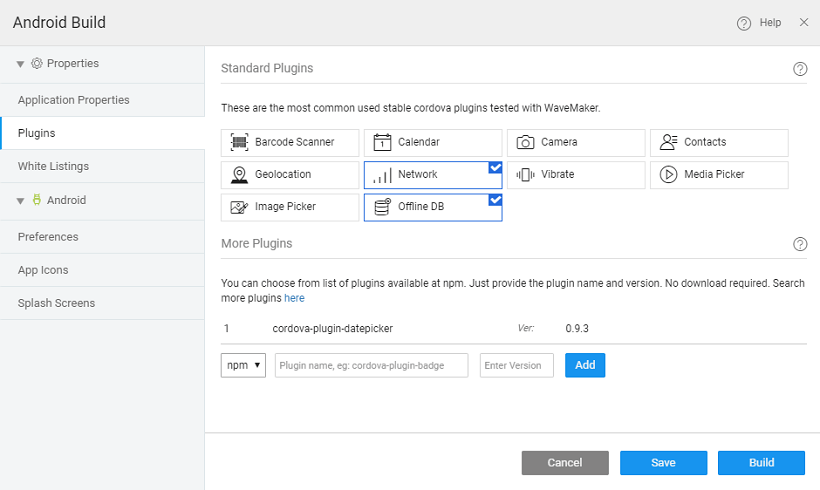 Android Build
Help
Properties
Application Properties
Plugins
White Listings
Android
Preferences
App Icons
Splash Screens
Standard Plugins
These are the most common used stable cordova plugins tested with WaveMaker.
Barcode Scanner
Calendar
Camera
Contacts
Geolocation
Network
Vibrate
Media Picker
Image Picker
Offline DB
More Plugins
You can choose from list of plugins available at npm. Just provide the plugin name and version. No download required. Search
more plugins here
1 cordova-plugin-datepicker Ver: 0.9.3
npm Plugin name, eg: cordova-plugin-badge Enter Version Add
Cancel Save Build